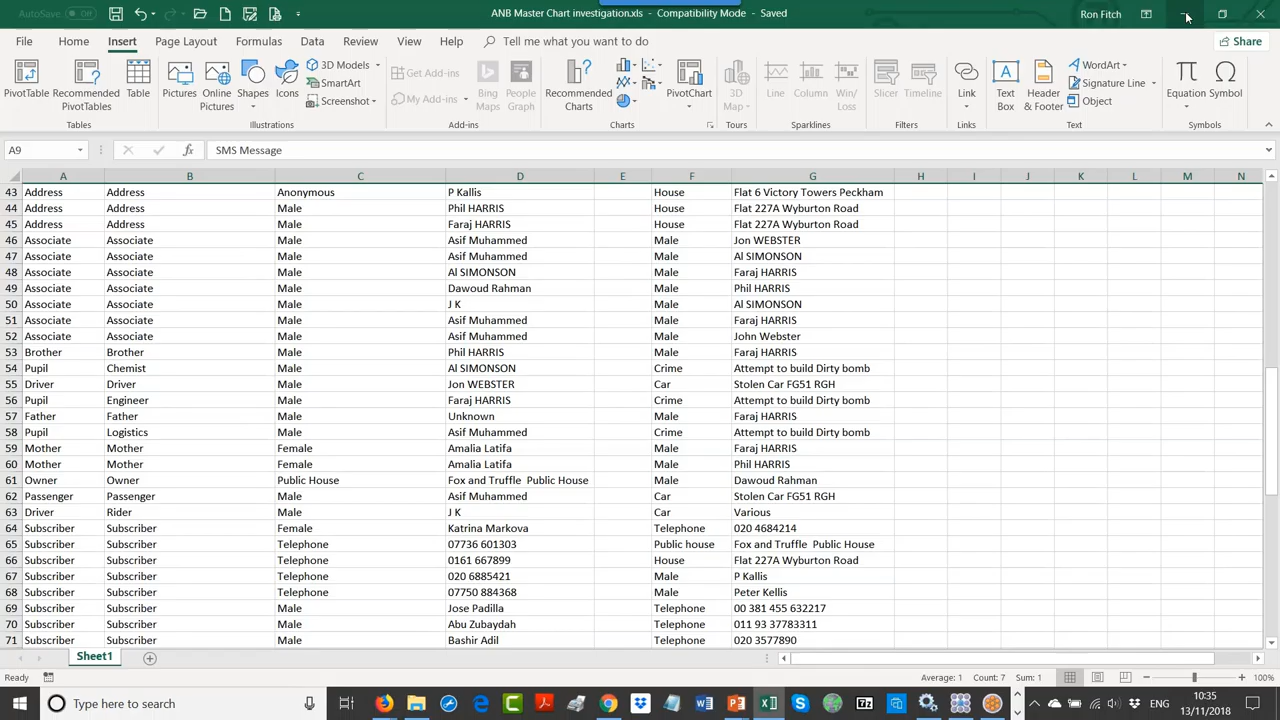 AutoSave Off ANB Master Chart investigation.xls - Compatibility Mode - Saved Ron Fitch
File Home Insert Page Layout Formulas Data Review View Help Tell me what you want to do Share
PivotTable Recommended PivotTables Table Pictures Online Pictures Shapes Icons 3D Models SmartArt Screenshot Get Add-ins My Add-ins Bing Maps People Graph Recommended Charts PivotChart 3D Map Line Column Win/Loss Slicer Timeline Link Text Box Header & Footer WordArt Signature Line Object Equation Symbol
Tables Illustrations Add-ins Charts Tours Sparklines Filters Links Text Symbols
A9 fx SMS Message
A B C D E F G H I J K L M N
43 Address Address Anonymous P Kallis House Flat 6 Victory Towers Peckham
44 Address Address Male Phil HARRIS House Flat 227A Wyburton Road
45 Address Address Male Faraj HARRIS House Flat 227A Wyburton Road
46 Associate Associate Male Asif Muhammed Male Jon WEBSTER
47 Associate Associate Male Asif Muhammed Male Al SIMONSON
48 Associate Associate Male Al SIMONSON Male Faraj HARRIS
49 Associate Associate Male Dawoud Rahman Male Phil HARRIS
50 Associate Associate Male J K Male Al SIMONSON
51 Associate Associate Male Asif Muhammed Male Faraj HARRIS
52 Associate Associate Male Asif Muhammed Male John Webster
53 Brother Brother Male Phil HARRIS Male Faraj HARRIS
54 Pupil Chemist Male Al SIMONSON Crime Attempt to build Dirty bomb
55 Driver Driver Male Jon WEBSTER Car Stolen Car FG51 RGH
56 Pupil Engineer Male Faraj HARRIS Crime Attempt to build Dirty bomb
57 Father Father Male Unknown Male Faraj HARRIS
58 Pupil Logistics Male Asif Muhammed Crime Attempt to build Dirty bomb
59 Mother Mother Female Amalia Latifa Male Faraj HARRIS
60 Mother Mother Female Amalia Latifa Male Phil HARRIS
61 Owner Owner Public House Fox and Truffle Public House Male Dawoud Rahman
62 Passenger Passenger Male Asif Muhammed Car Stolen Car FG51 RGH
63 Driver Rider Male J K Car Various
64 Subscriber Subscriber Female Katrina Markova Telephone 020 4684214
65 Subscriber Subscriber Telephone 07736 601303 Public house Fox and Truffle Public House
66 Subscriber Subscriber Telephone 0161 667899 House Flat 227A Wyburton Road
67 Subscriber Subscriber Telephone 020 6885421 Male P Kallis
68 Subscriber Subscriber Telephone 07750 884368 Male Peter Kellis
69 Subscriber Subscriber Male Jose Padilla Telephone 00 381 455 632217
70 Subscriber Subscriber Male Abu Zubaydah Telephone 011 93 37783311
71 Subscriber Subscriber Male Bashir Adil Telephone 020 3577890
Sheet1
Ready Average: 1 Count: 7 Sum: 1 100%
Type here to search ENG 10:35
13/11/2018